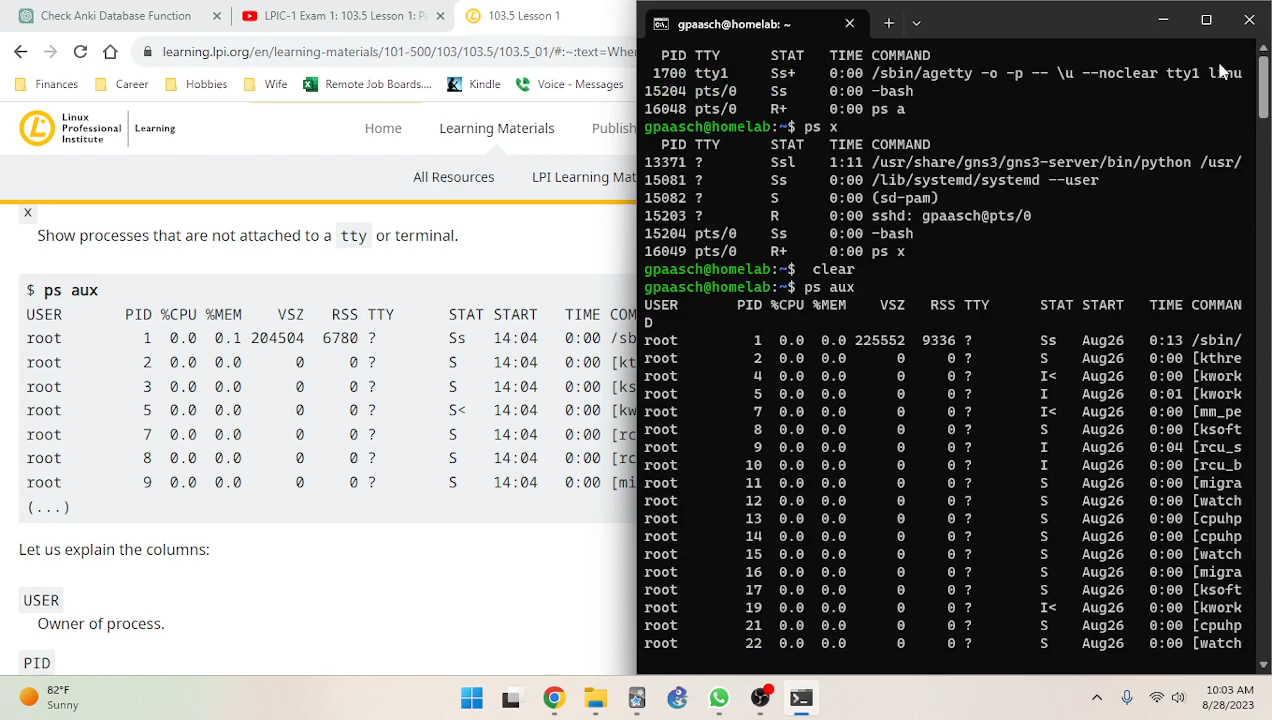 Check Anki Database Function
LPIC-1 Exam 1: 103.5 Lesson 1: P
103.5 Lesson 1
learning.lpi.org/en/learning-materials/101-500/103/103.5/103.5_01/#:~:text=Whe
Finances
Career
Hobbies
Wife
Remote Job Boards....
Kindle
Voice — Messages
Linux
Professional
Institute
Learning
Home
Learning Materials
Publish
All Resources
LPI Learning Mat
x
Show processes that are not attached to a tty or terminal.
$ ps aux
USER PID %CPU %MEM VSZ RSS TTY STAT START TIME COM
root 1 0.0 0.1 204504 6780 ? Ss 14:04 0:00 /sb
root 2 0.0 0.0 0 0 ? S 14:04 0:00 [kt
root 3 0.0 0.0 0 0 ? S 14:04 0:00 [ks
root 5 0.0 0.0 0 0 ? S< 14:04 0:00 [kw
root 7 0.0 0.0 0 0 ? S 14:04 0:00 [rc
root 8 0.0 0.0 0 0 ? S 14:04 0:00 [rc
root 9 0.0 0.0 0 0 ? S 14:04 0:00 [mi
(...)
Let us explain the columns:
USER
Owner of process.
PID
gpaasch@homelab: ~
PID TTY STAT TIME COMMAND
1700 tty1 Ss+ 0:00 /sbin/agetty -o -p -- \u --noclear tty1 linu
15204 pts/0 Ss 0:00 -bash
16048 pts/0 R+ 0:00 ps a
gpaasch@homelab:~$ ps x
PID TTY STAT TIME COMMAND
13371 ? Ssl 1:11 /usr/share/gns3/gns3-server/bin/python /usr/
15081 ? Ss 0:00 /lib/systemd/systemd --user
15082 ? S 0:00 (sd-pam)
15203 ? R 0:00 sshd: gpaasch@pts/0
15204 pts/0 Ss 0:00 -bash
16049 pts/0 R+ 0:00 ps x
gpaasch@homelab:~$ clear
gpaasch@homelab:~$ ps aux
USER PID %CPU %MEM VSZ RSS TTY STAT START TIME COMMAN
D
root 1 0.0 0.0 225552 9336 ? Ss Aug26 0:13 /sbin/
root 2 0.0 0.0 0 0 ? S Aug26 0:00 [kthre
root 4 0.0 0.0 0 0 ? I< Aug26 0:00 [kwork
root 5 0.0 0.0 0 0 ? I Aug26 0:01 [kwork
root 7 0.0 0.0 0 0 ? I< Aug26 0:00 [mm_pe
root 8 0.0 0.0 0 0 ? S Aug26 0:00 [ksoft
root 9 0.0 0.0 0 0 ? I Aug26 0:04 [rcu_s
root 10 0.0 0.0 0 0 ? I Aug26 0:00 [rcu_b
root 11 0.0 0.0 0 0 ? S Aug26 0:00 [migra
root 12 0.0 0.0 0 0 ? S Aug26 0:00 [watch
root 13 0.0 0.0 0 0 ? S Aug26 0:00 [cpuhp
root 14 0.0 0.0 0 0 ? S Aug26 0:00 [cpuhp
root 15 0.0 0.0 0 0 ? S Aug26 0:00 [watch
root 16 0.0 0.0 0 0 ? S Aug26 0:00 [migra
root 17 0.0 0.0 0 0 ? S Aug26 0:00 [ksoft
root 19 0.0 0.0 0 0 ? I< Aug26 0:00 [kwork
root 21 0.0 0.0 0 0 ? S Aug26 0:00 [cpuhp
root 22 0.0 0.0 0 0 ? S Aug26 0:00 [watch
82°F
Sunny
10:03 AM
8/28/2023